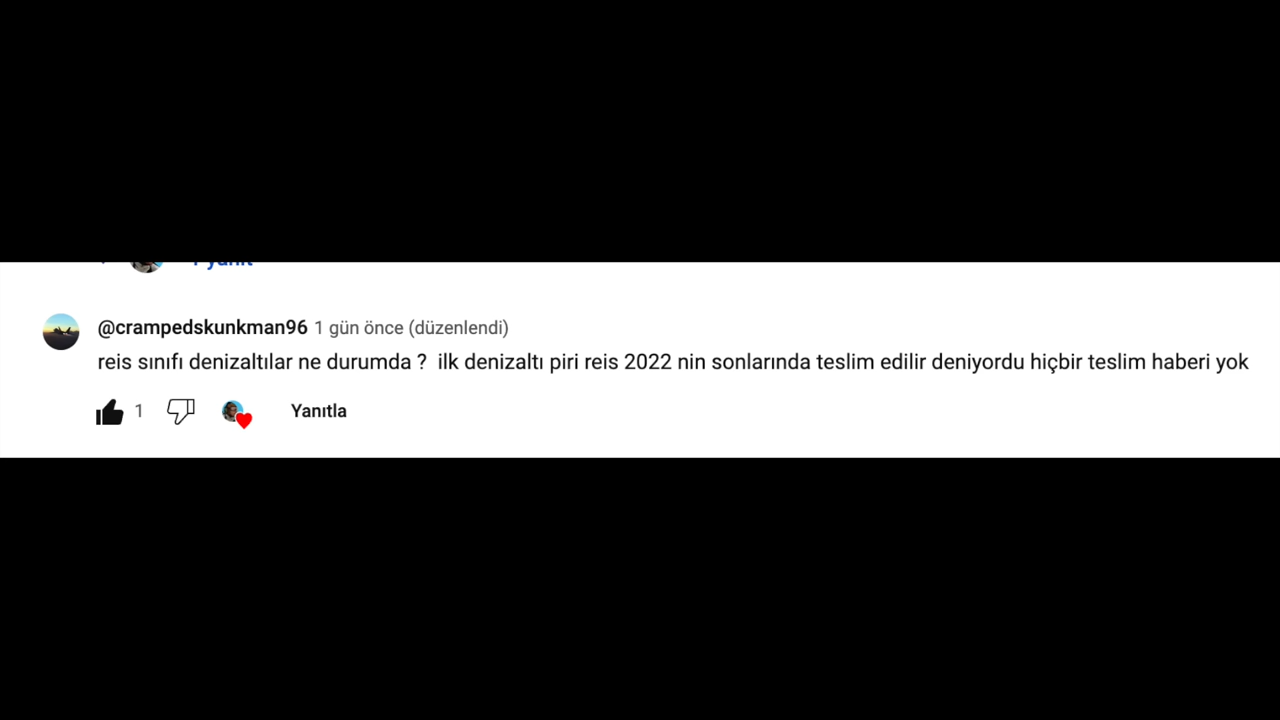 @crampedskunkman96 1 gün önce (düzenlendi)
reis sınıfı denizaltılar ne durumda ? ilk denizaltı piri reis 2022 nin sonlarında teslim edilir deniyordu hiçbir teslim haberi yok
1 Yanıtla